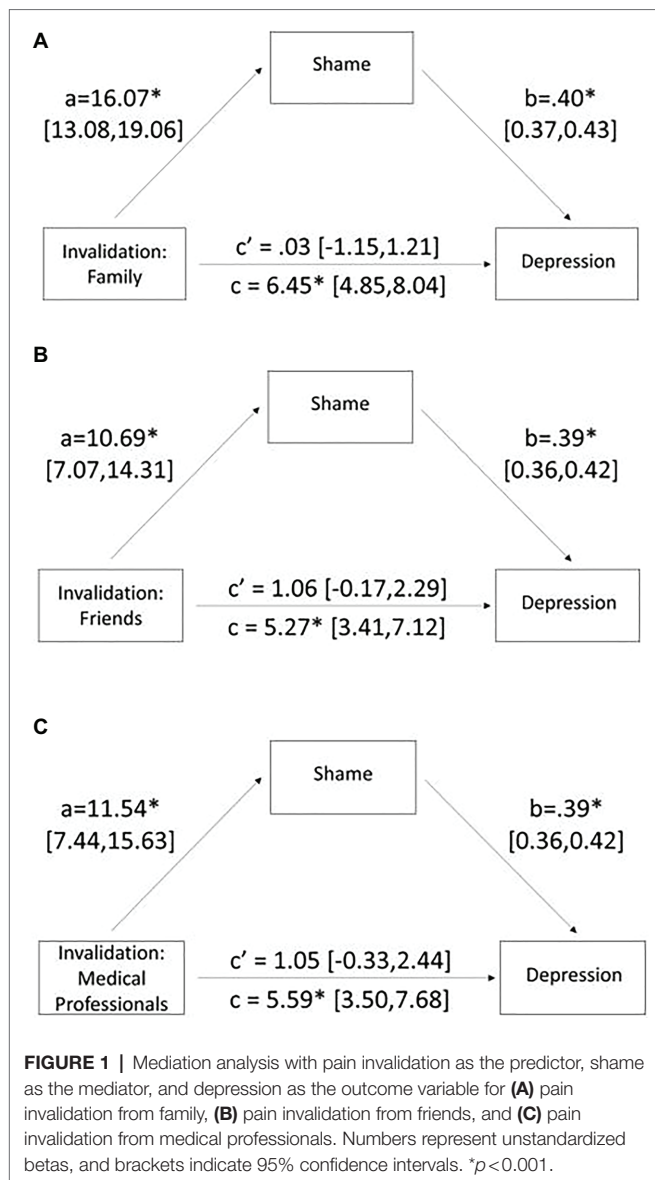 A
Shame
a=16.07*
[13.08,19.06]
b=.40*
[0.37,0.43]
Invalidation:
Family
c' = .03 [-1.15,1.21]
c = 6.45* [4.85,8.04]
Depression
B
Shame
a=10.69*
[7.07,14.31]
b=.39*
[0.36,0.42]
Invalidation:
Friends
c' = 1.06 [-0.17,2.29]
c = 5.27* [3.41,7.12]
Depression
C
Shame
a=11.54*
[7.44,15.63]
b=.39*
[0.36,0.42]
Invalidation:
Medical
Professionals
c' = 1.05 [-0.33,2.44]
c = 5.59* [3.50,7.68]
Depression
FIGURE 1 | Mediation analysis with pain invalidation as the predictor, shame
as the mediator, and depression as the outcome variable for (A) pain
invalidation from family, (B) pain invalidation from friends, and (C) pain
invalidation from medical professionals. Numbers represent unstandardized
betas, and brackets indicate 95% confidence intervals. *p<0.001.